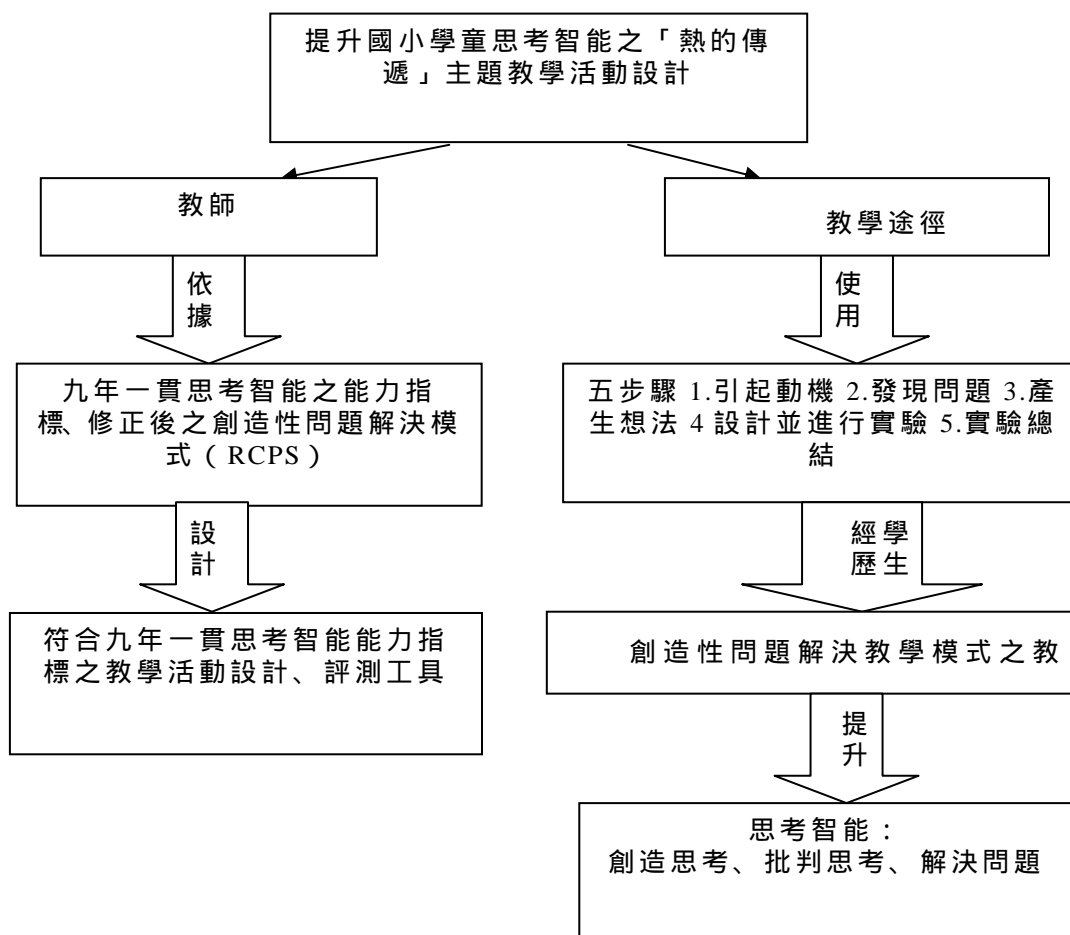 提升國小學童思考智能之「熱的傳
遞」主題教學活動設計
教師
教學途徑
依
據
使
用
九年一貫思考智能之能力指
標、修正後之創造性問題解決模
式（RCPS）
五步驟 1.引起動機 2.發現問題 3.產
生想法 4 設計並進行實驗 5.實驗總
結
設
計
經學
歷生
符合九年一貫思考智能能力指
標之教學活動設計、評測工具
創造性問題解決教學模式之教
提
升
思考智能：
創造思考、批判思考、解決問題